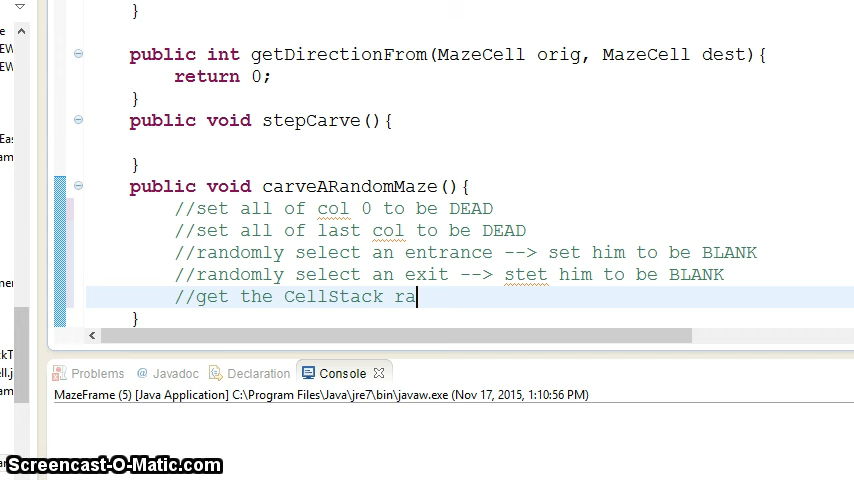 }
public int getDirectionFrom(MazeCell orig, MazeCell dest){
return 0;
}
public void stepCarve(){
}
public void carveARandomMaze(){
//set all of col 0 to be DEAD
//set all of last col to be DEAD
//randomly select an entrance --> set him to be BLANK
//randomly select an exit --> stet him to be BLANK
//get the CellStack ra
}
Problems @ Javadoc Declaration Console
MazeFrame (5) [Java Application] C:\Program Files\Java\jre7\bin\javaw.exe (Nov 17, 2015, 1:10:56 PM)
Screencast-O-Matic.com